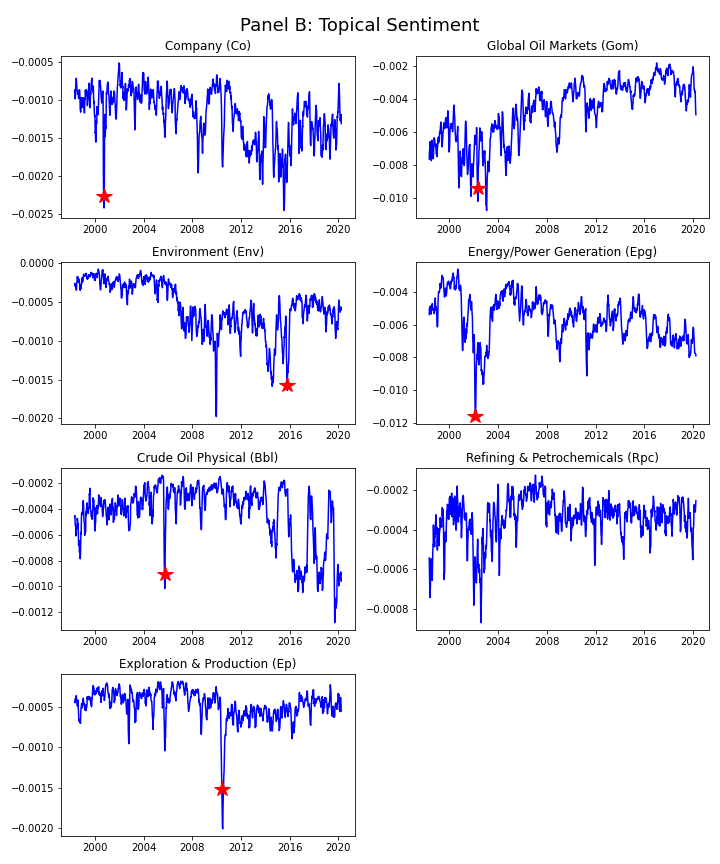 Panel B: Topical Sentiment
Company (Co)
−0.0005
−0.0010
−0.0015
−0.0020
−0.0025
2000 2004 2008 2012 2016 2020
Global Oil Markets (Gom)
−0.002
−0.004
−0.006
−0.008
−0.010
2000 2004 2008 2012 2016 2020
Environment (Env)
0.0000
−0.0005
−0.0010
−0.0015
−0.0020
2000 2004 2008 2012 2016 2020
Energy/Power Generation (Epg)
−0.004
−0.006
−0.008
−0.010
−0.012
2000 2004 2008 2012 2016 2020
Crude Oil Physical (Bbl)
−0.0002
−0.0004
−0.0006
−0.0008
−0.0010
−0.0012
2000 2004 2008 2012 2016 2020
Refining & Petrochemicals (Rpc)
−0.0002
−0.0004
−0.0006
−0.0008
2000 2004 2008 2012 2016 2020
Exploration & Production (Ep)
−0.0005
−0.0010
−0.0015
−0.0020
2000 2004 2008 2012 2016 2020